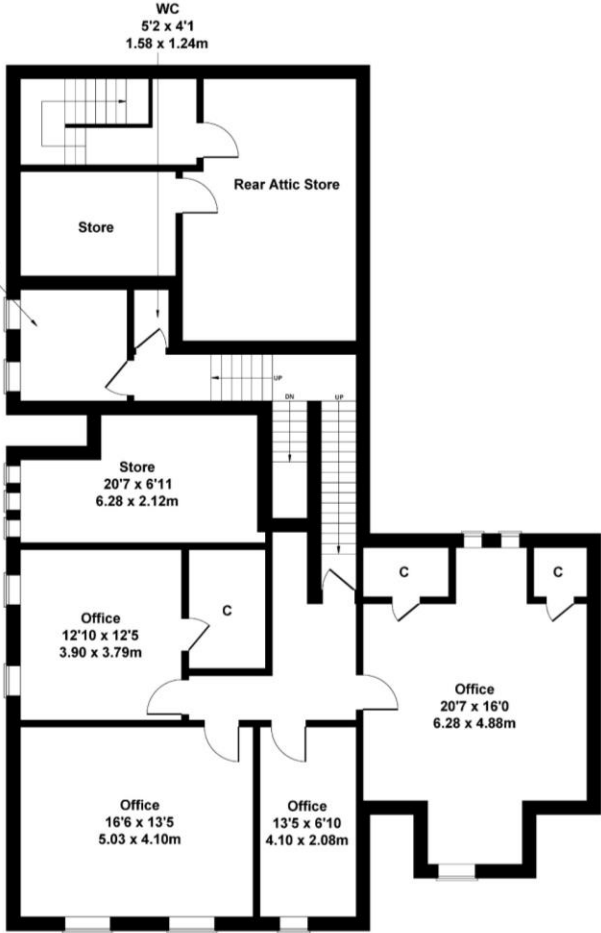 WC
5'2 x 4'1
1.58 x 1.24m
Rear Attic Store
Store
UP
DN
UP
Store
20'7 x 6'11
6.28 x 2.12m
C
C
C
Office
12'10 x 12'5
3.90 x 3.79m
Office
20'7 x 16'0
6.28 x 4.88m
Office
16'6 x 13'5
5.03 x 4.10m
Office
13'5 x 6'10
4.10 x 2.08m